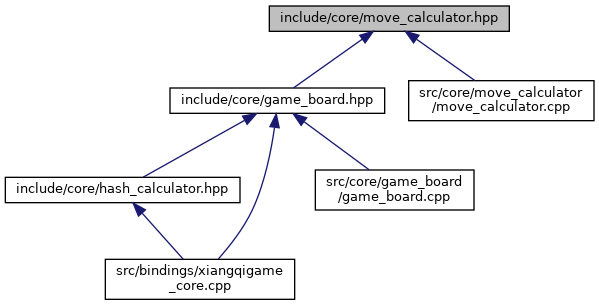 include/core/move_calculator.hpp
include/core/game_board.hpp
src/core/move_calculator
/move_calculator.cpp
include/core/hash_calculator.hpp
src/core/game_board
/game_board.cpp
src/bindings/xiangqigame
_core.cpp